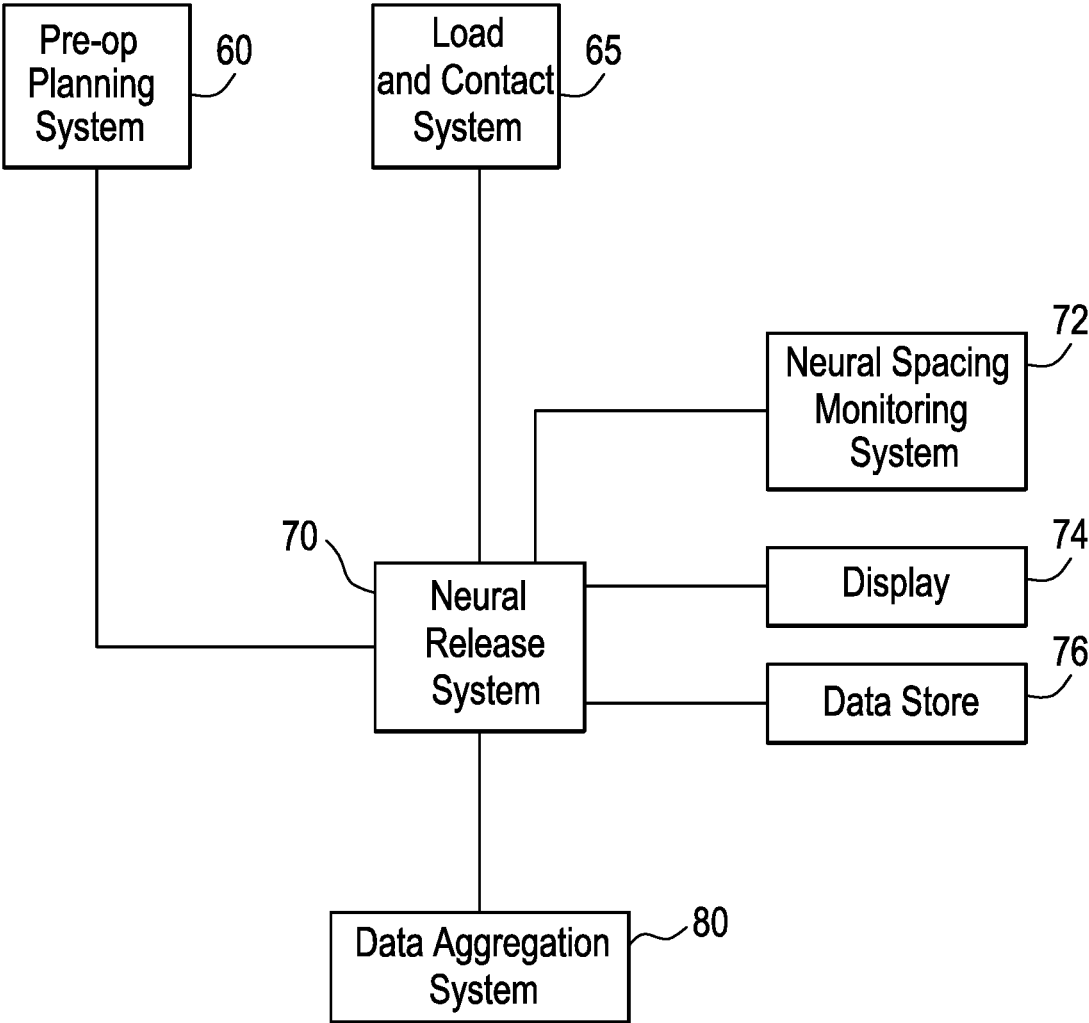 Pre-op
Planning
System
60
Load
and Contact
System
65
72
Neural Spacing
Monitoring
System
70
Neural
Release
System
74
Display
76
Data Store
80
Data Aggregation
System